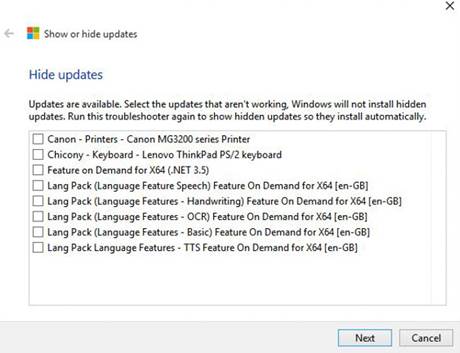 Show or hide updates
Hide updates
Updates are available. Select the updates that aren't working, Windows will not install hidden
updates. Run this troubleshooter again to show hidden updates so they install automatically.
Canon - Printers - Canon MG3200 series Printer
Chicony - Keyboard - Lenovo ThinkPad PS/2 keyboard
Feature on Demand for X64 (.NET 3.5)
Lang Pack (Language Feature Speech) Feature On Demand for X64 [en-GB]
Lang Pack (Language Features - Handwriting) Feature On Demand for X64 [en-GB]
Lang Pack (Language Features - OCR) Feature On Demand for X64 [en-GB]
Lang Pack (Language Features - Basic) Feature On Demand for X64 [en-GB]
Lang Pack Language Features - TTS Feature On Demand for X64 [en-GB]
Next Cancel